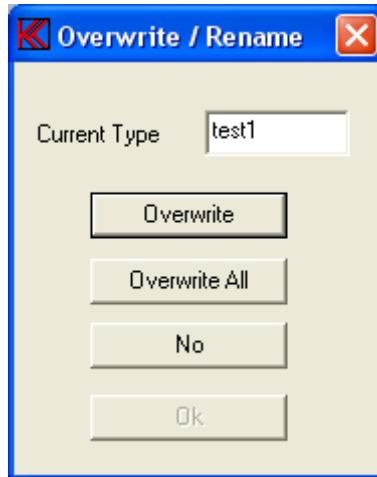 Overwrite / Rename
Current Type test1
Overwrite
Overwrite All
No
Ok